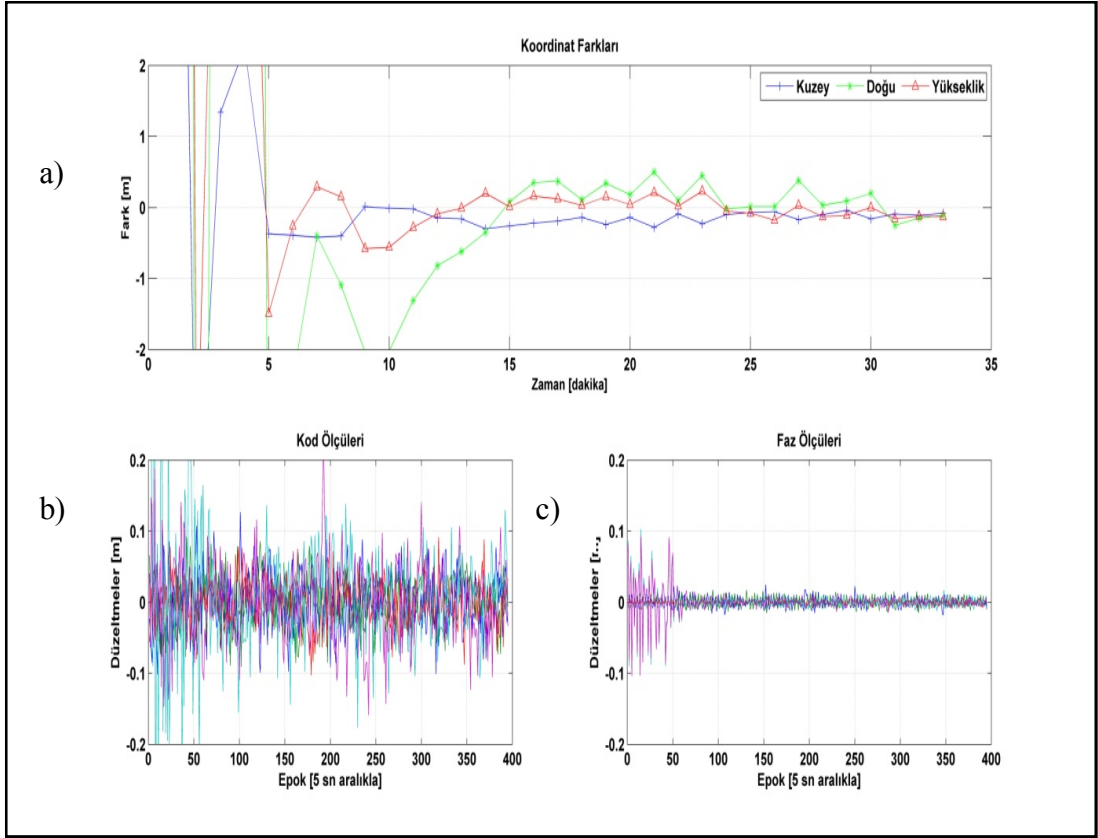 Koordinat Farkları
2
1
0
-1
-2
Fark [m]
a)
Kuzey
Doğu
Yükseklik
0
5
10
15
20
25
30
35
Zaman [dakika]
Kod Ölçüleri
b)
0.2
0.1
0
-0.1
-0.2
Düzeltmeler [m]
0
50
100
150
200
250
300
350
400
Epok [5 sn aralıkla]
Faz Ölçüleri
c)
0.2
0.1
0
-0.1
-0.2
Düzeltmeler [...]
0
50
100
150
200
250
300
350
400
Epok [5 sn aralıkla]